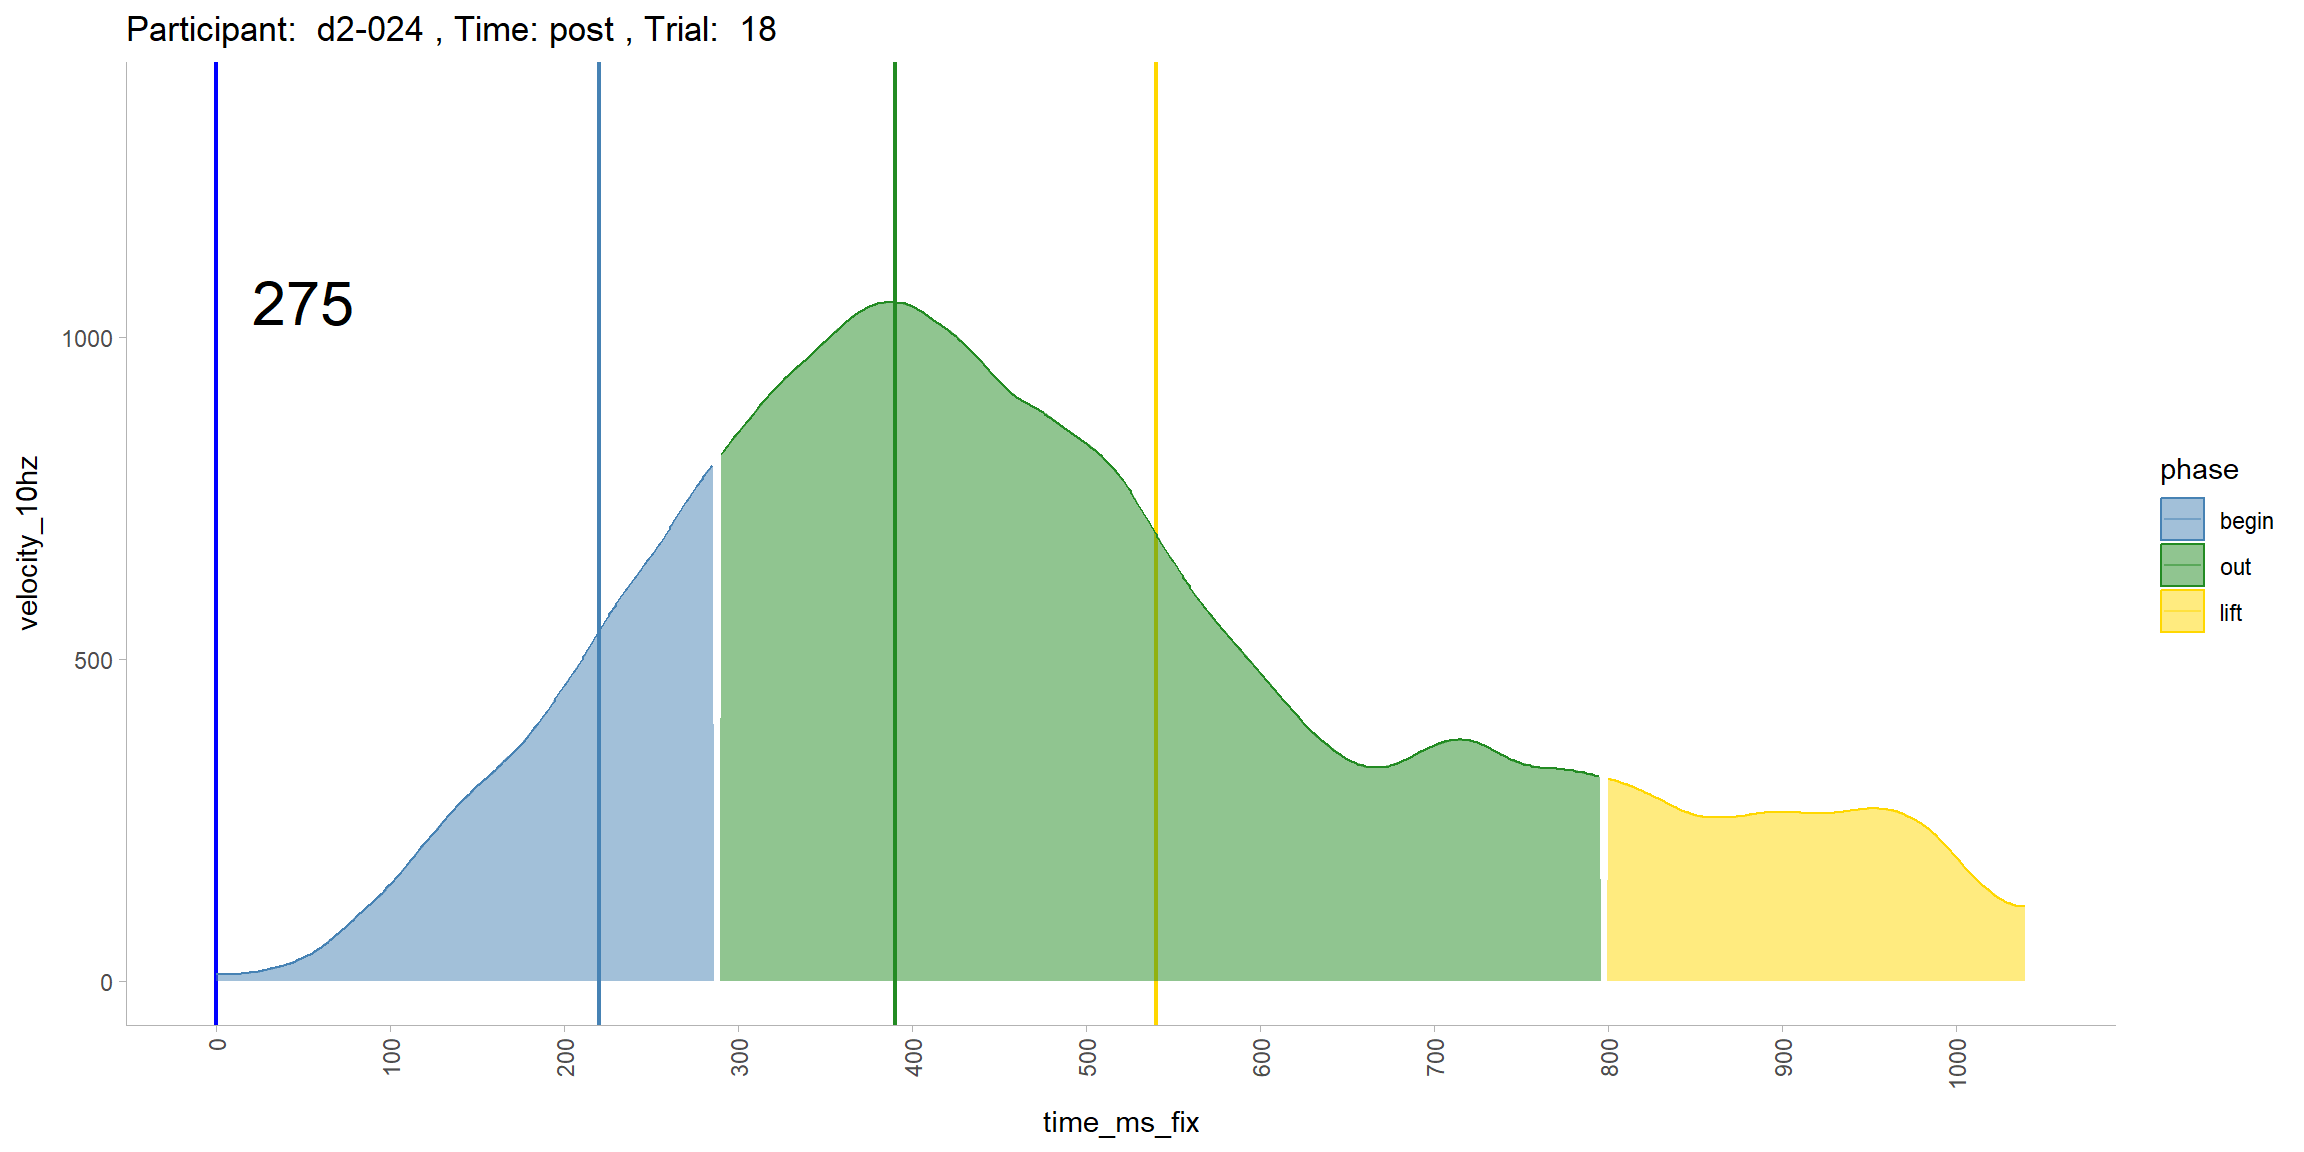 Participant:  d2-024 , Time: post , Trial:  18
275
1000
500
0
velocity_10hz
0
100
200
300
400
500
600
700
800
900
1000
time_ms_fix
phase
begin
out
lift